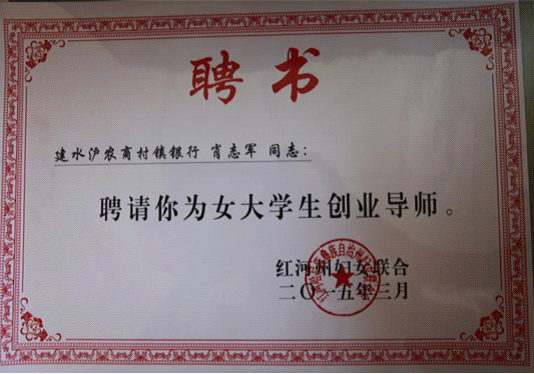 聘书
建水沪农商村镇银行 肖志军 同志：
聘请你为女大学生创业导师。
红河州妇女联合
二〇一五年三月